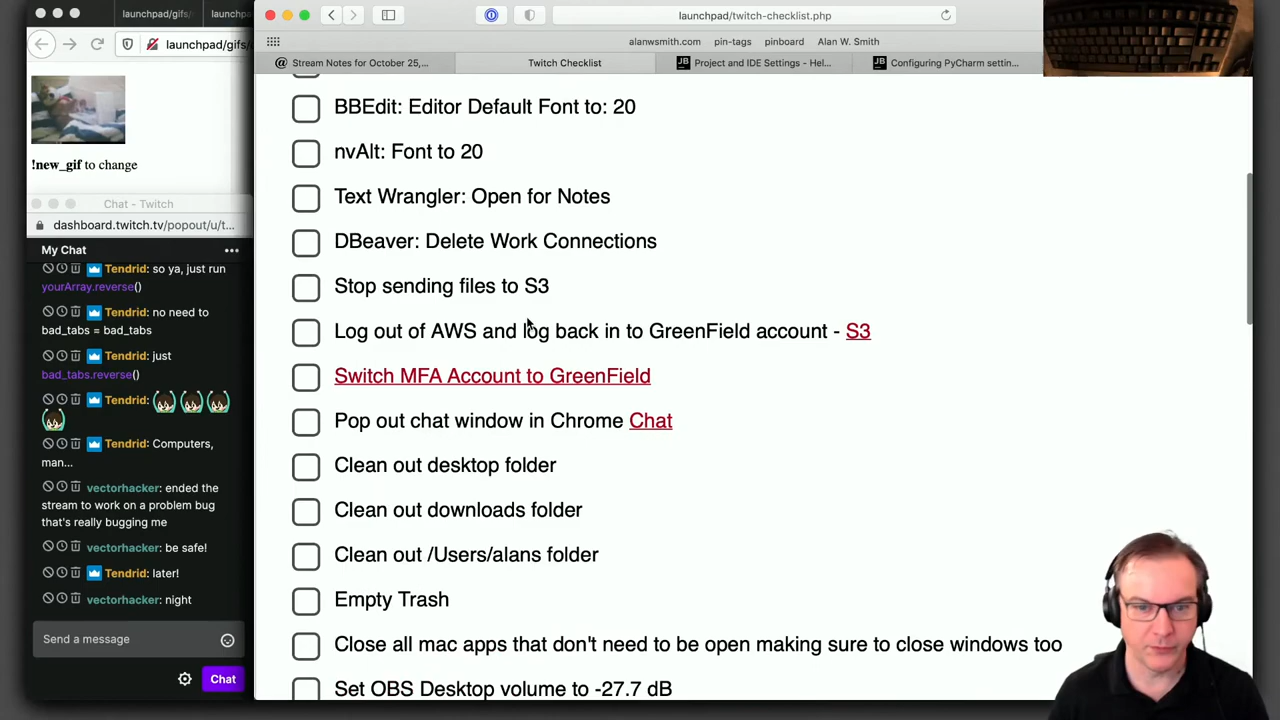 launchpad/gifs/
launchpad/
launchpad/gifs/
!new_gif to change
Chat - Twitch
dashboard.twitch.tv/popout/u/t...
My Chat
Tendrid: so ya, just run
yourArray.reverse()
Tendrid: no need to
bad_tabs = bad_tabs
Tendrid: just
bad_tabs.reverse()
Tendrid:
Tendrid: Computers,
man...
vectorhacker: ended the
stream to work on a problem bug
that's really bugging me
vectorhacker: be safe!
Tendrid: later!
vectorhacker: night
Send a message
Chat
launchpad/twitch-checklist.php
alanwsmith.com pin-tags pinboard Alan W. Smith
Stream Notes for October 25,...
Twitch Checklist
Project and IDE Settings - Hel...
Configuring PyCharm settin...
BBEdit: Editor Default Font to: 20
nvAlt: Font to 20
Text Wrangler: Open for Notes
DBeaver: Delete Work Connections
Stop sending files to S3
Log out of AWS and log back in to GreenField account - S3
Switch MFA Account to GreenField
Pop out chat window in Chrome Chat
Clean out desktop folder
Clean out downloads folder
Clean out /Users/alans folder
Empty Trash
Close all mac apps that don't need to be open making sure to close windows too
Set OBS Desktop volume to -27.7 dB